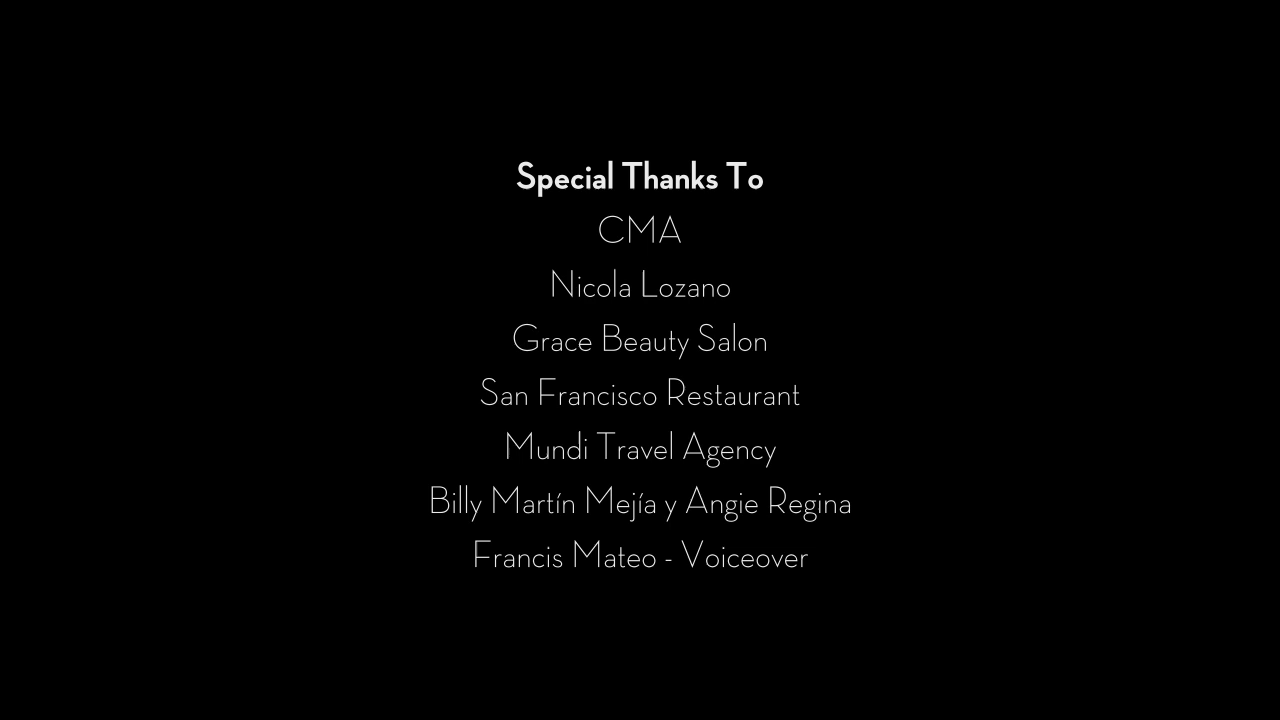 Special Thanks To
CMA
Nicola Lozano
Grace Beauty Salon
San Francisco Restaurant
Mundi Travel Agency
Billy Martín Mejía y Angie Regina
Francis Mateo - Voiceover